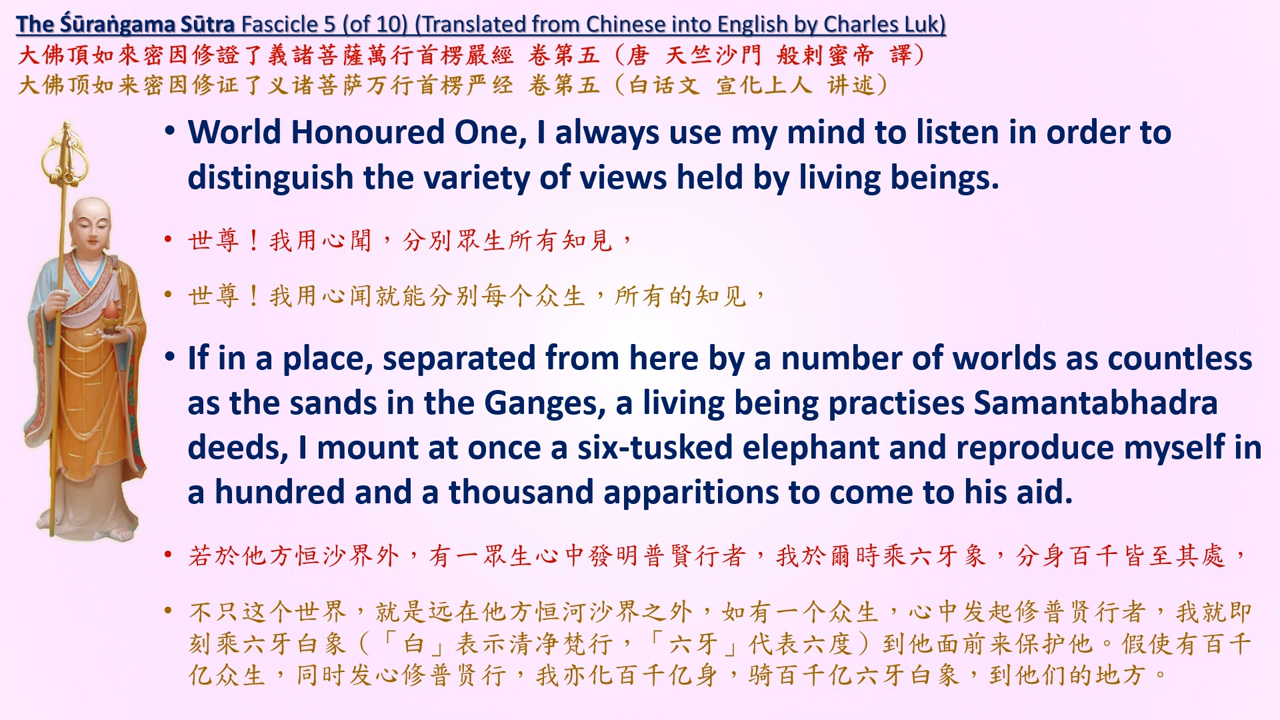 The Śūraṅgama Sūtra Fascicle 5 (of 10) (Translated from Chinese into English by Charles Luk)
大佛頂如來密因修證了義諸菩薩萬行首楞嚴經 卷第五（唐 天竺沙門 般剌蜜帝 譯）
大佛顶如来密因修证了义诸菩萨万行首楞严经 卷第五（白话文 宣化上人 讲述）
• World Honoured One, I always use my mind to listen in order to
distinguish the variety of views held by living beings.
• 世尊！我用心聞，分別眾生所有知見，
• 世尊！我用心闻就能分别每个众生，所有的知见，
• If in a place, separated from here by a number of worlds as countless
as the sands in the Ganges, a living being practises Samantabhadra
deeds, I mount at once a six-tusked elephant and reproduce myself in
a hundred and a thousand apparitions to come to his aid.
• 若於他方恒沙界外，有一眾生心中發明普賢行者，我於爾時乘六牙象，分身百千皆至其處，
• 不只这个世界，就是远在他方恒河沙界之外，如有一个众生，心中发起修普贤行者，我就即
刻乘六牙白象（「白」表示清净梵行，「六牙」代表六度）到他面前来保护他。假使有百千
亿众生，同时发心修普贤行，我亦化百千亿身，骑百千亿六牙白象，到他们的地方。